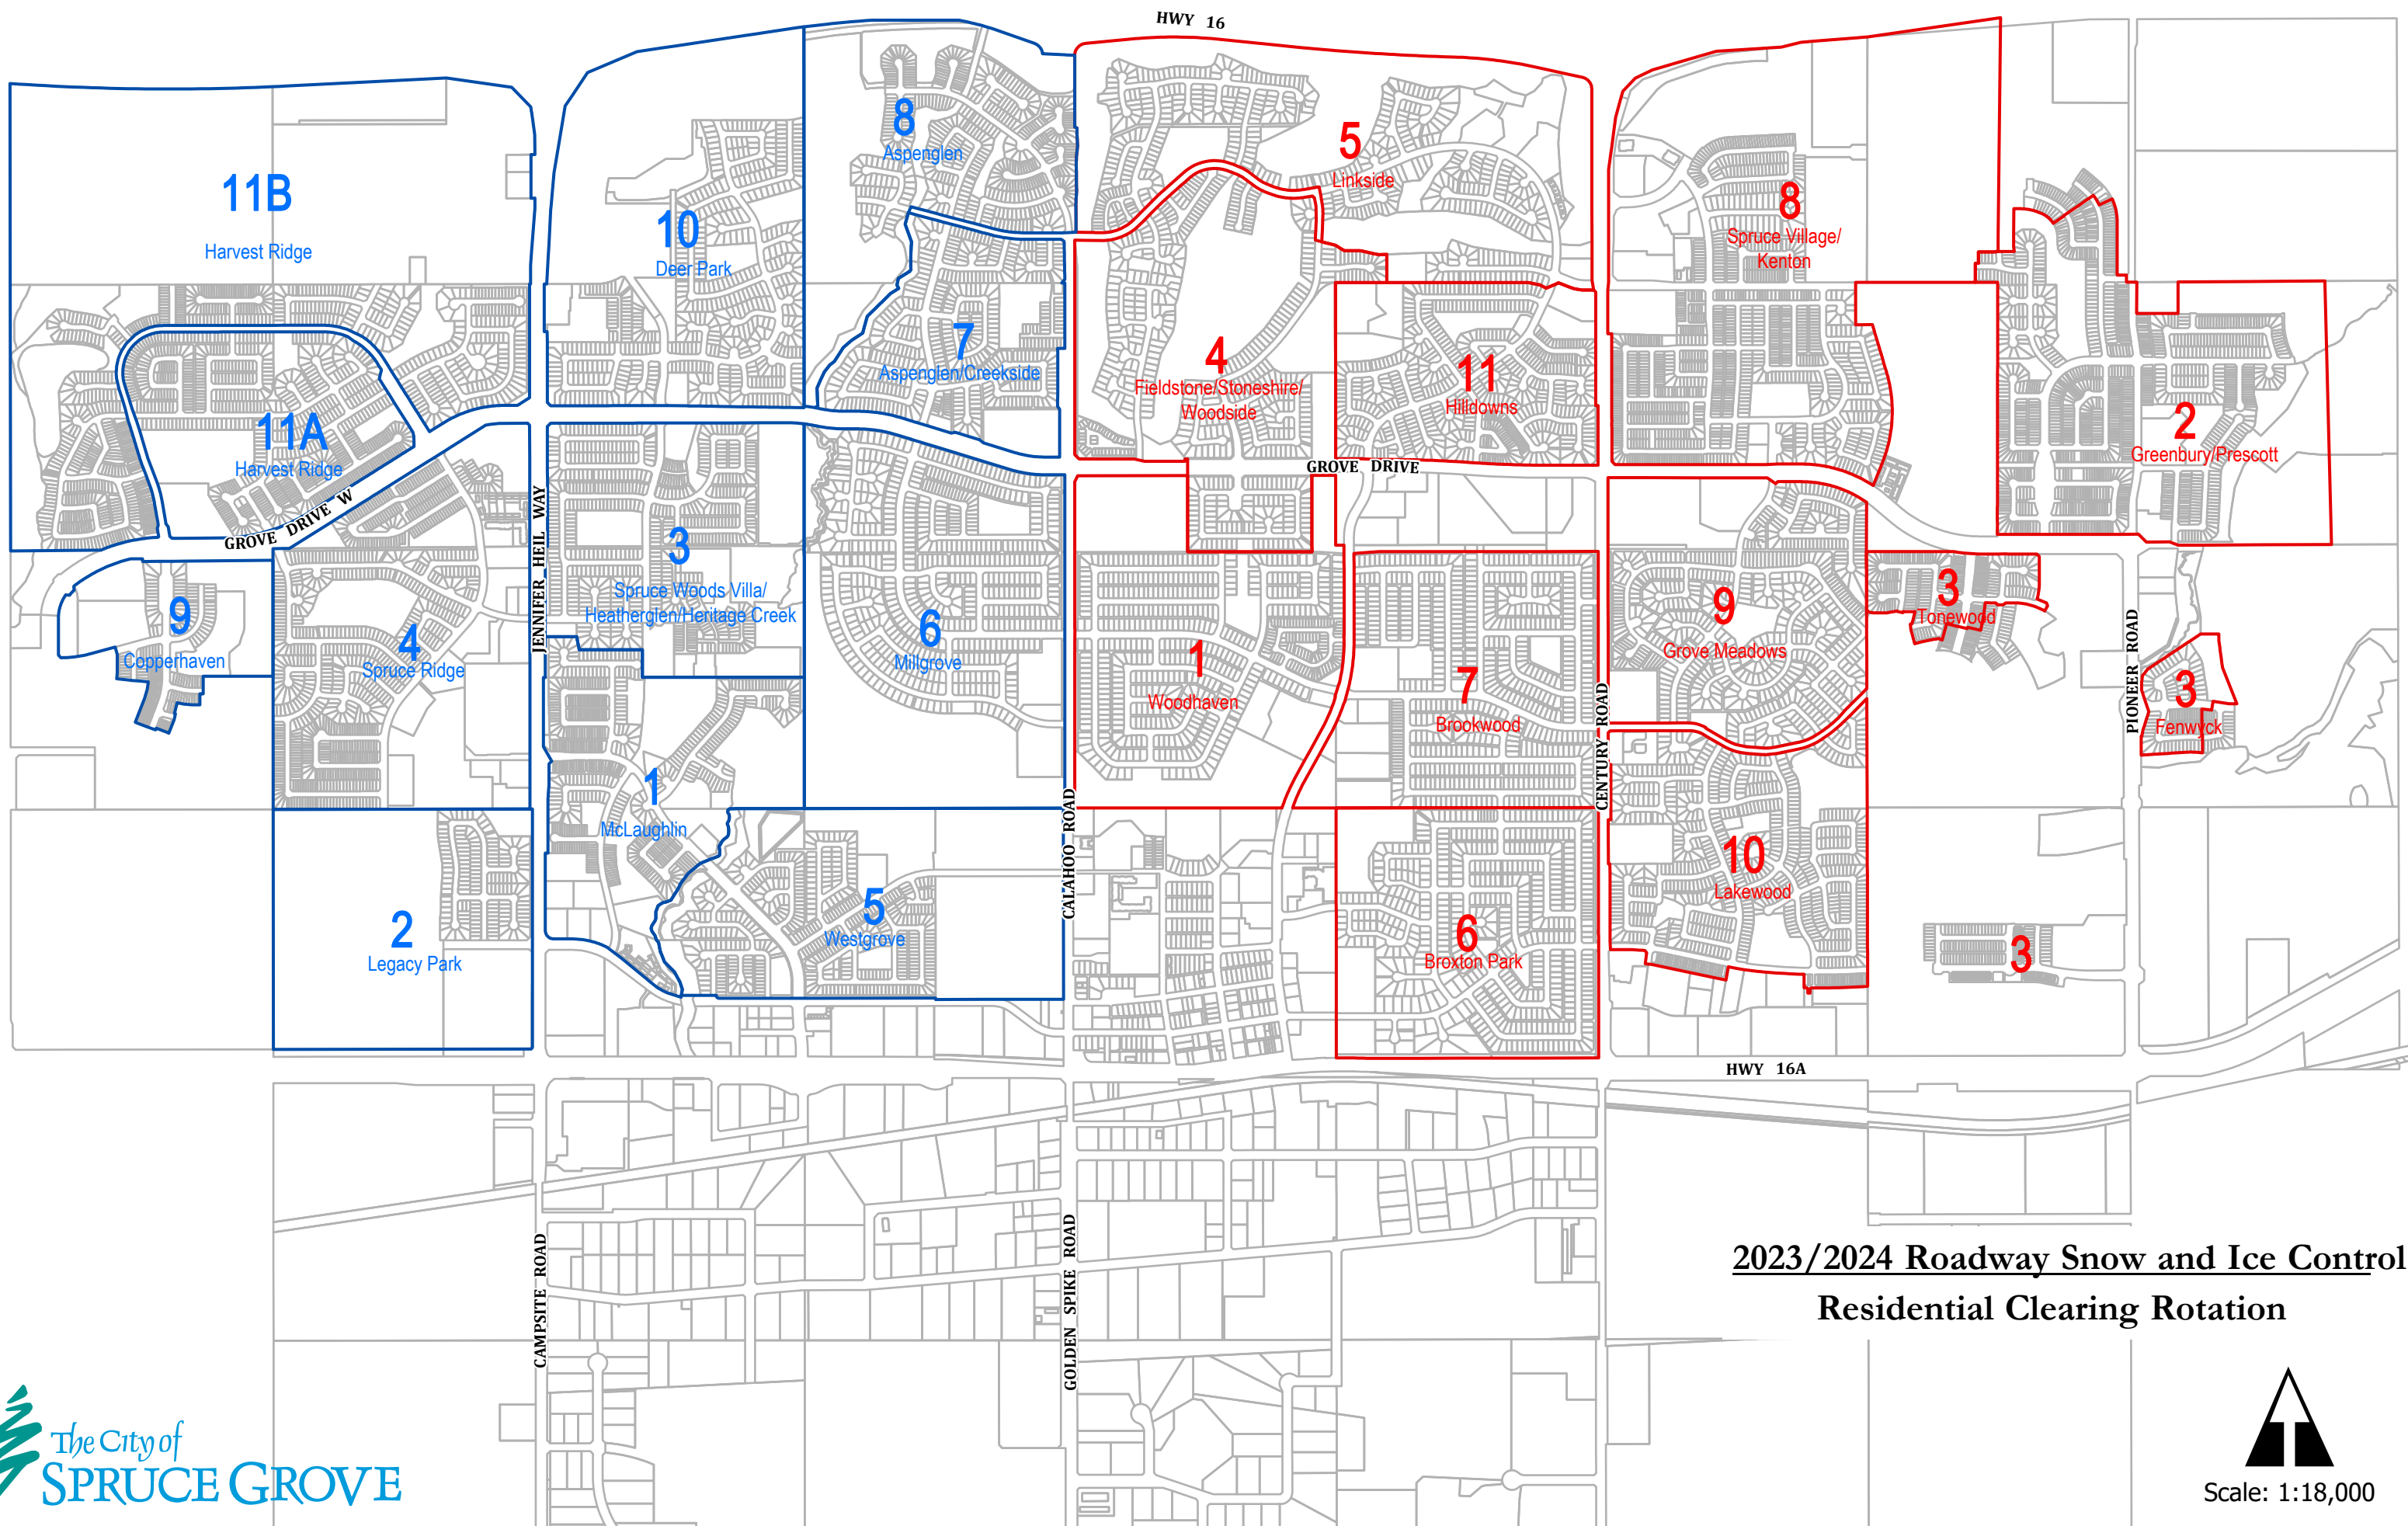 HWY 16
8
Aspenglen
5
Linkside
11B
Harvest Ridge
10
Deer Park
8
Spruce Village/
Kenton
7
Aspenglen/Creekside
4
Fieldstone/Stoneshire/
Woodside
11
Hilldowns
2
Greenbury/Prescott
11A
Harvest Ridge
GROVE DRIVE W
GROVE DRIVE
JENNIFER HEIL WAY
3
Spruce Woods Villa/
Heatherglen/Heritage Creek
9
Copperhaven
4
Spruce Ridge
6
Millgrove
1
Woodhaven
7
Brookwood
9
Grove Meadows
3
Tonewood
PIONEER ROAD
3
Fenwyck
CENTURY ROAD
1
McLaughlin
CALAHOO ROAD
2
Legacy Park
5
Westgrove
6
Broxton Park
10
Lakewood
3
HWY 16A
CAMPSITE ROAD
GOLDEN SPIKE ROAD
2023/2024 Roadway Snow and Ice Control
Residential Clearing Rotation
The City of
SPRUCE GROVE
Scale: 1:18,000